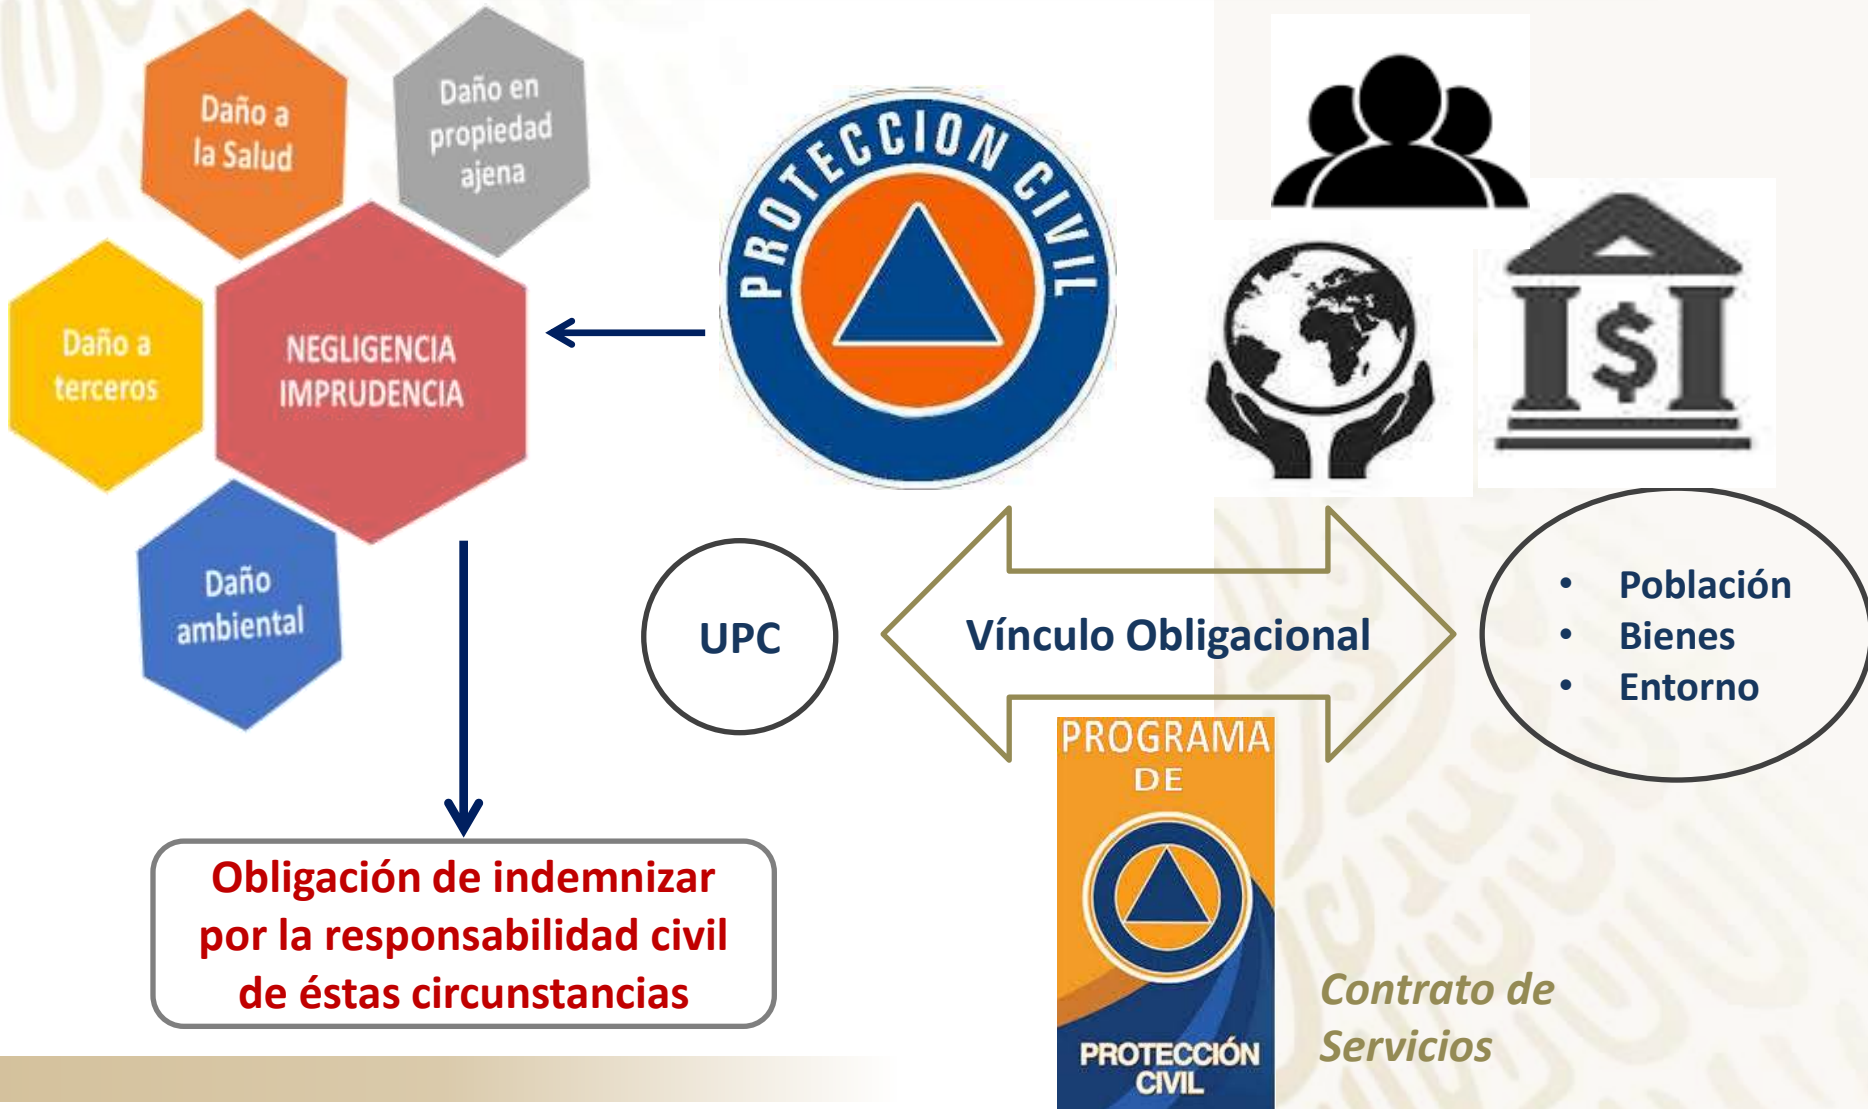 Daño a
la Salud
Daño en
propiedad
ajena
Daño a
terceros
NEGLIGENCIA
IMPRUDENCIA
Daño
ambiental
PROTECCION CIVIL
$
UPC
Vínculo Obligacional
• Población
• Bienes
• Entorno
Obligación de indemnizar
por la responsabilidad civil
de éstas circunstancias
PROGRAMA
DE
PROTECCIÓN
CIVIL
Contrato de
Servicios